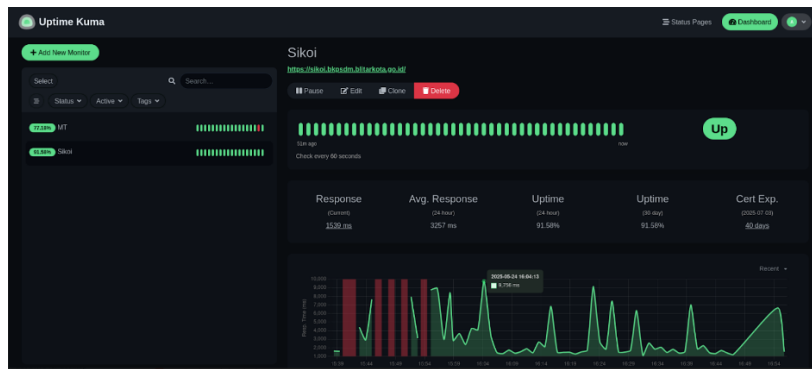 Uptime Kuma
Status Pages
Dashboard
+ Add New Monitor
Select
Search...
Status
Active
Tags
77.18% MT
91.58% Sikoi
Sikoi
https://sikoi.bkpsdm.blitarkota.go.id/
Pause Edit Clone Delete
now
Up
Check every 60 seconds
Response Avg. Response Uptime Uptime Cert Exp.
(Current) (24 hour) (24 hour) (30 day) (2025-07-03)
1539 ms 3257 ms 91.58% 91.58% 40 days
Recent
2025-05-24 16:04:13
Resp. Time (ms)
10,000
9,000
8,000
7,000
6,000
5,000
4,000
3,000
2,000
1,000